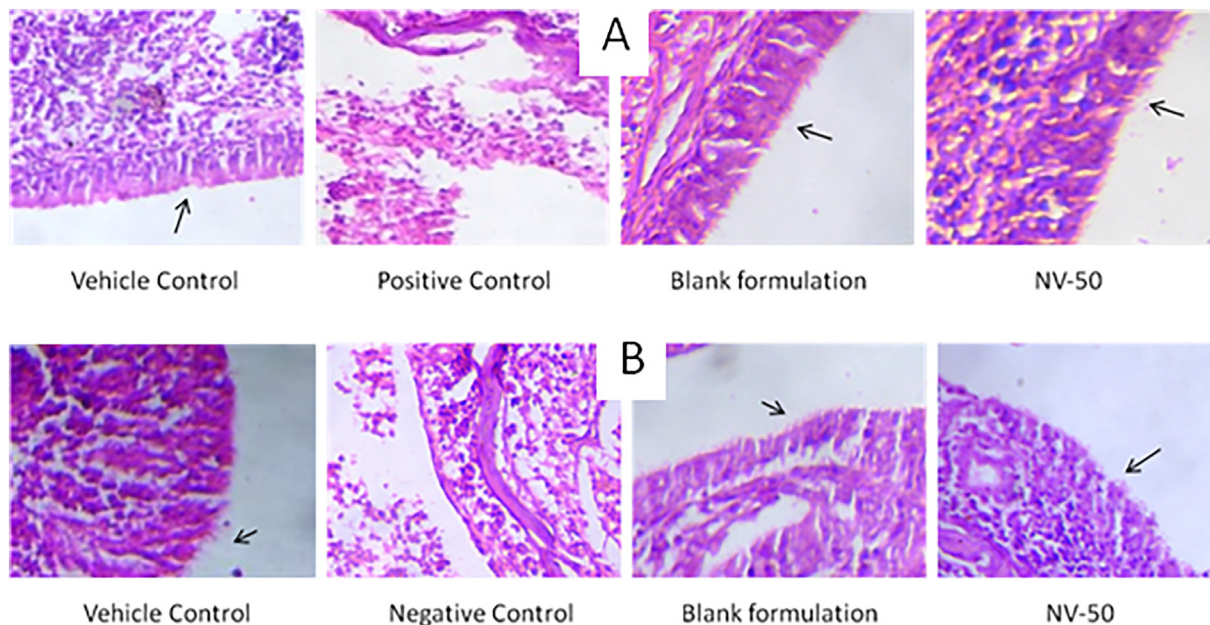 A
Vehicle Control
Positive Control
Blank formulation
NV-50
B
Vehicle Control
Negative Control
Blank formulation
NV-50